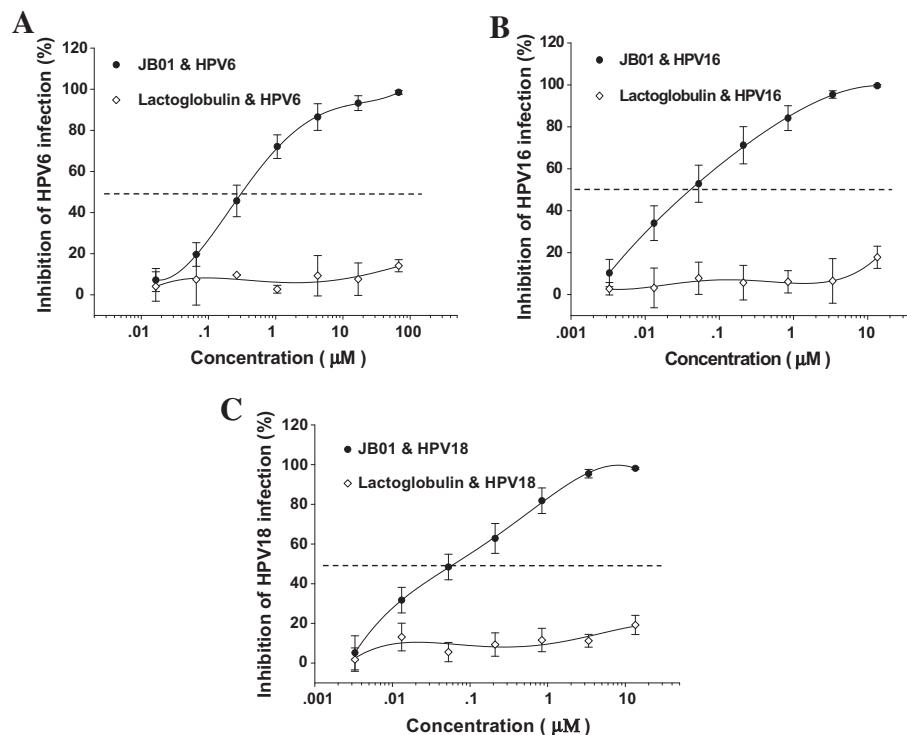 A
Inhibition of HPV6 infection (%)
120
100
80
60
40
20
0
JB01 & HPV6
Lactoglobulin & HPV6
.01
.1
1
10
100
Concentration ( μM )
B
Inhibition of HPV16 infection (%)
120
100
80
60
40
20
0
JB01 & HPV16
Lactoglobulin & HPV16
.001
.01
.1
1
10
Concentration ( μM )
C
Inhibition of HPV18 infection (%)
120
100
80
60
40
20
0
JB01 & HPV18
Lactoglobulin & HPV18
.001
.01
.1
1
10
Concentration ( μM )